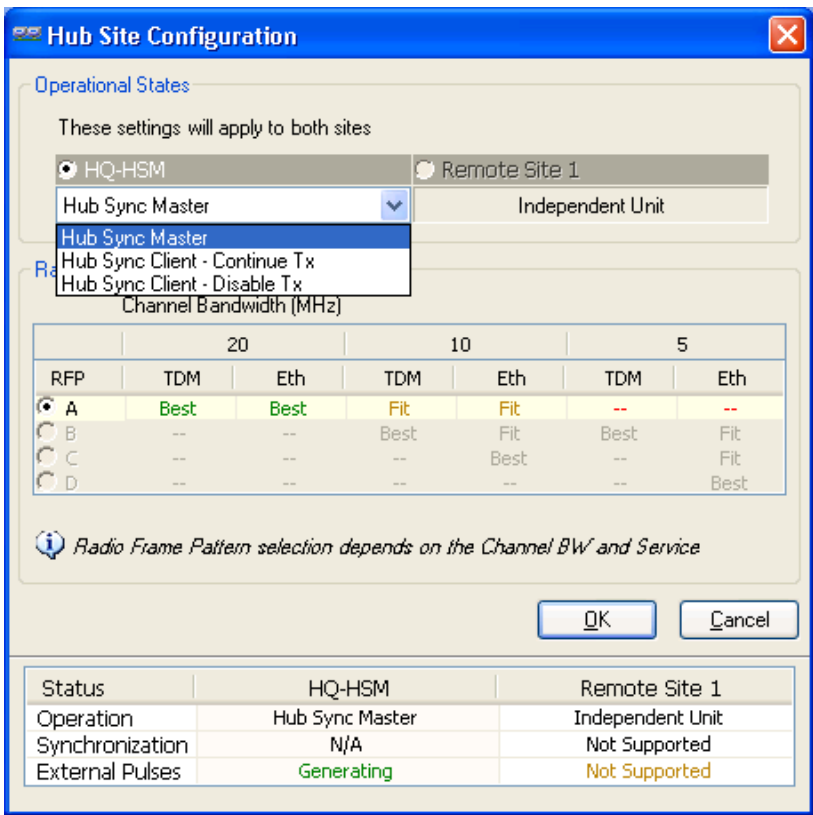 Hub Site Configuration
Operational States
These settings will apply to both sites
HQ-HSM Remote Site 1
Hub Sync Master Independent Unit
Hub Sync Master
Hub Sync Client - Continue Tx
Hub Sync Client - Disable Tx
Ra
Channel Bandwidth (MHz)
20 10 5
RFP TDM Eth TDM Eth TDM Eth
A Best Best Fit Fit -- --
B -- -- Best Fit Best Fit
C -- -- -- Best -- Fit
D -- -- -- -- -- Best
Radio Frame Pattern selection depends on the Channel BW and Service
OK Cancel
Status HQ-HSM Remote Site 1
Operation Hub Sync Master Independent Unit
Synchronization N/A Not Supported
External Pulses Generating Not Supported